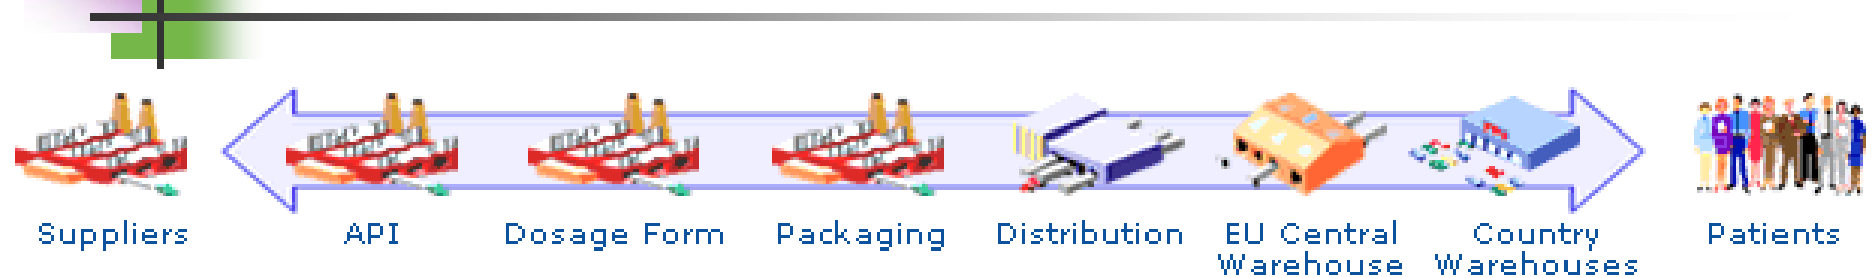 Suppliers API Dosage Form Packaging Distribution EU Central Country Patients
Warehouse Warehouses